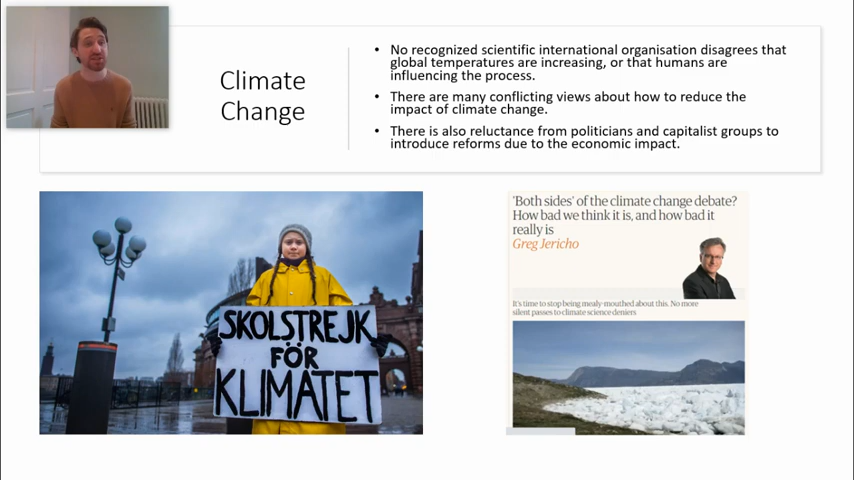 Climate
Change
• No recognized scientific international organisation disagrees that
global temperatures are increasing, or that humans are
influencing the process.
• There are many conflicting views about how to reduce the
impact of climate change.
• There is also reluctance from politicians and capitalist groups to
introduce reforms due to the economic impact.
SKOLSTREJK
FÖR
KLIMATET
'Both sides' of the climate change debate?
How bad we think it is, and how bad it
really is
Greg Jericho
It's time to stop being mealy-mouthed about this. No more
silent passes to climate science deniers